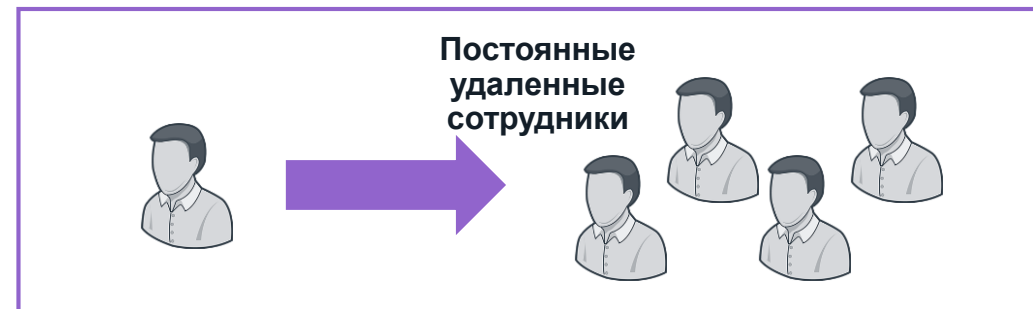 Постоянные
удаленные
сотрудники